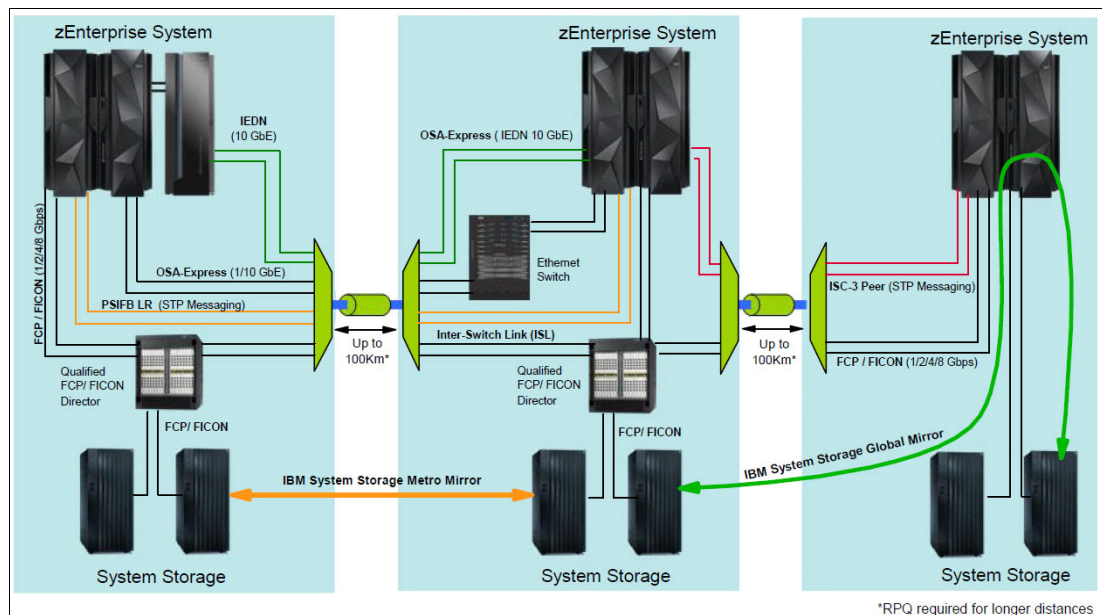 zEnterprise System
IEDN
(10 GbE)
FCP / FICON (1/2/4/8 Gbps)
OSA-Express (1/10 GbE)
PSIFB LR (STP Messaging)
Qualified
FCP/ FICON
Director
FCP/ FICON
System Storage
Up to
100Km*
zEnterprise System
OSA-Express ( IEDN 10 GbE)
Ethernet
Switch
Inter-Switch Link (ISL)
Qualified
FCP/ FICON
Director
FCP/ FICON
IBM System Storage Metro Mirror
System Storage
Up to
100Km*
zEnterprise System
ISC-3 Peer (STP Messaging)
FCP / FICON (1/2/4/8 Gbps)
IBM System Storage Global Mirror
System Storage
*RPQ required for longer distances